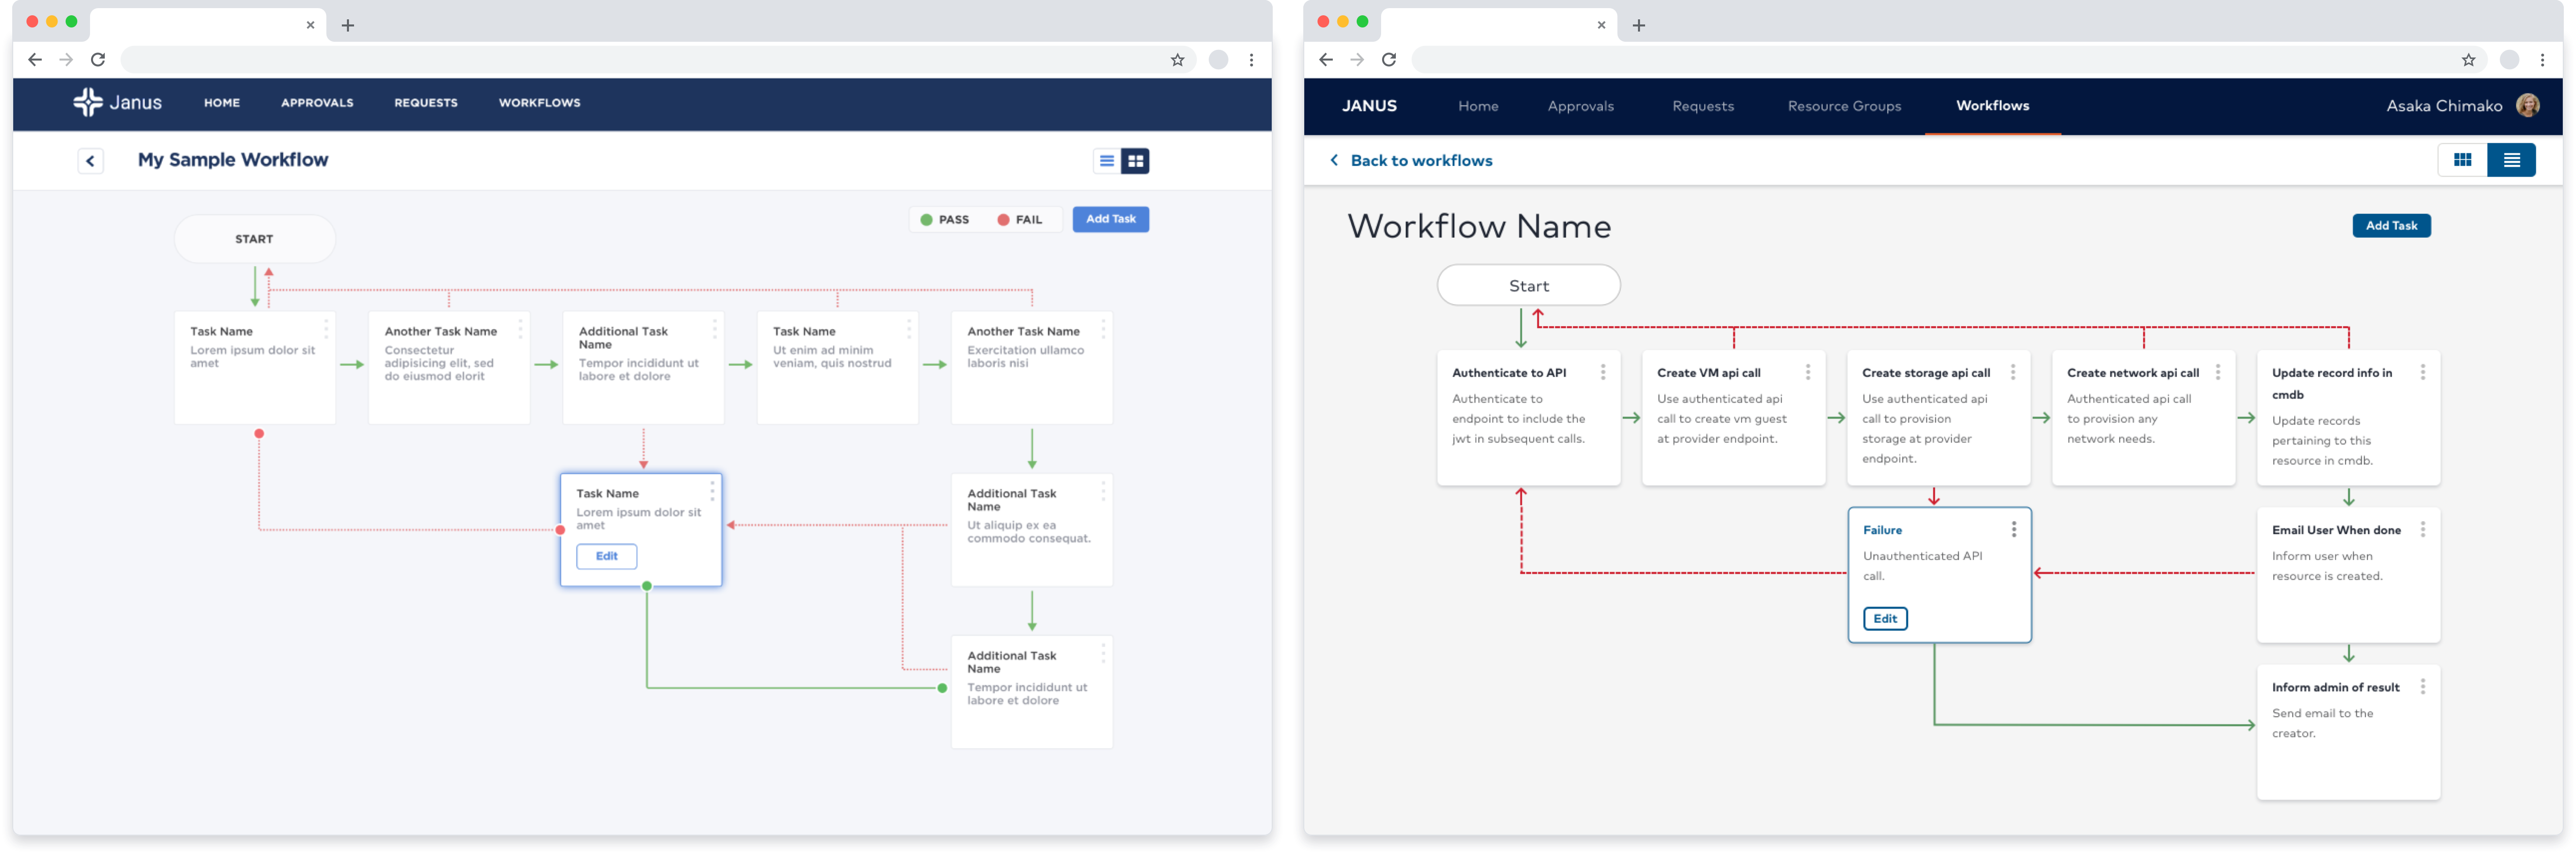 Janus
HOME
APPROVALS
REQUESTS
WORKFLOWS
My Sample Workflow
PASS
FAIL
Add Task
START
Task Name
Lorem ipsum dolor sit
amet
Another Task Name
Consectetur
adipisicing elit, sed
do eiusmod elorit
Additional Task
Name
Tempor incididunt ut
labore et dolore
Task Name
Ut enim ad minim
veniam, quis nostrud
Another Task Name
Exercitation ullamco
laboris nisi
Task Name
Lorem ipsum dolor sit
amet
Edit
Additional Task
Name
Ut aliquip ex ea
commodo consequat.
Additional Task
Name
Tempor incididunt ut
labore et dolore
JANUS
Home
Approvals
Requests
Resource Groups
Workflows
Asaka Chimako
Back to workflows
Workflow Name
Add Task
Start
Authenticate to API
Authenticate to
endpoint to include the
jwt in subsequent calls.
Create VM api call
Use authenticated api
call to create vm guest
at provider endpoint.
Create storage api call
Use authenticated api
call to provision
storage at provider
endpoint.
Create network api call
Authenticated api call
to provision any
network needs.
Update record info in
cmdb
Update records
pertaining to this
resource in cmdb.
Failure
Unauthenticated API
call.
Edit
Email User When done
Inform user when
resource is created.
Inform admin of result
Send email to the
creator.